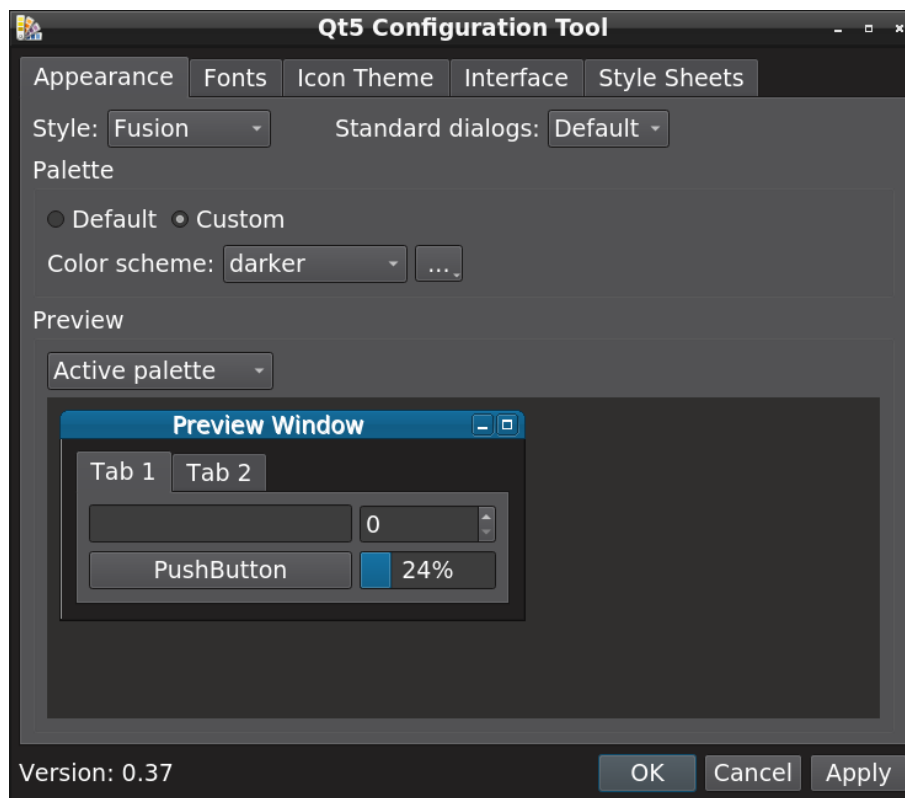 Qt5 Configuration Tool
Appearance Fonts Icon Theme Interface Style Sheets
Style: Fusion Standard dialogs: Default
Palette
Default Custom
Color scheme: darker ...
Preview
Active palette
Preview Window
Tab 1 Tab 2
0
PushButton 24%
Version: 0.37 OK Cancel Apply